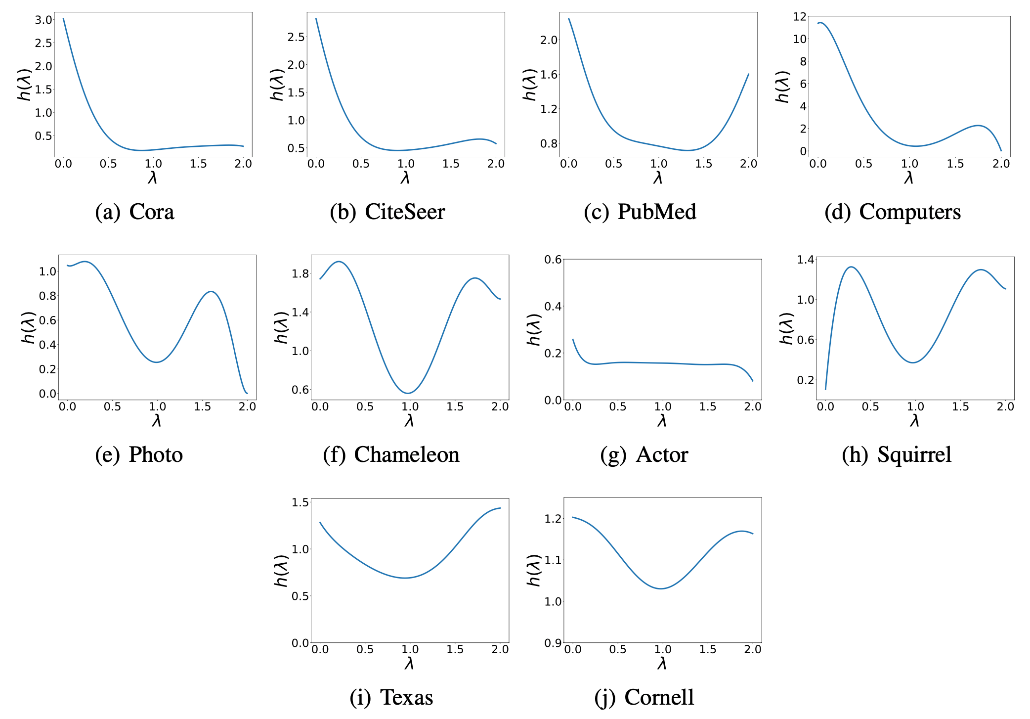 h(λ)
3.0
2.5
2.0
1.5
1.0
0.5
0.0 0.5 1.0 1.5 2.0
λ
(a) Cora
h(λ)
2.5
2.0
1.5
1.0
0.5
0.0 0.5 1.0 1.5 2.0
λ
(b) CiteSeer
h(λ)
2.0
1.6
1.2
0.8
0.0 0.5 1.0 1.5 2.0
λ
(c) PubMed
h(λ)
12
10
8
6
4
2
0
0.0 0.5 1.0 1.5 2.0
λ
(d) Computers
h(λ)
1.0
0.8
0.6
0.4
0.2
0.0
0.0 0.5 1.0 1.5 2.0
λ
(e) Photo
h(λ)
1.8
1.4
1.0
0.6
0.0 0.5 1.0 1.5 2.0
λ
(f) Chameleon
h(λ)
0.6
0.4
0.2
0.0
0.0 0.5 1.0 1.5 2.0
λ
(g) Actor
h(λ)
1.4
1.0
0.6
0.2
0.0 0.5 1.0 1.5 2.0
λ
(h) Squirrel
h(λ)
1.5
1.0
0.5
0.0
0.0 0.5 1.0 1.5 2.0
λ
(i) Texas
h(λ)
1.2
1.1
1.0
0.9
0.0 0.5 1.0 1.5 2.0
λ
(j) Cornell